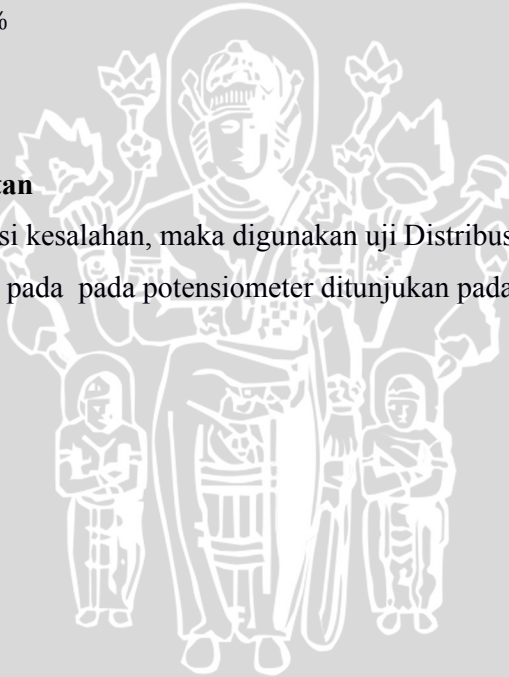 %
tan
si kesalahan, maka digunakan uji Distribus
pada pada potensiometer ditunjukan pada